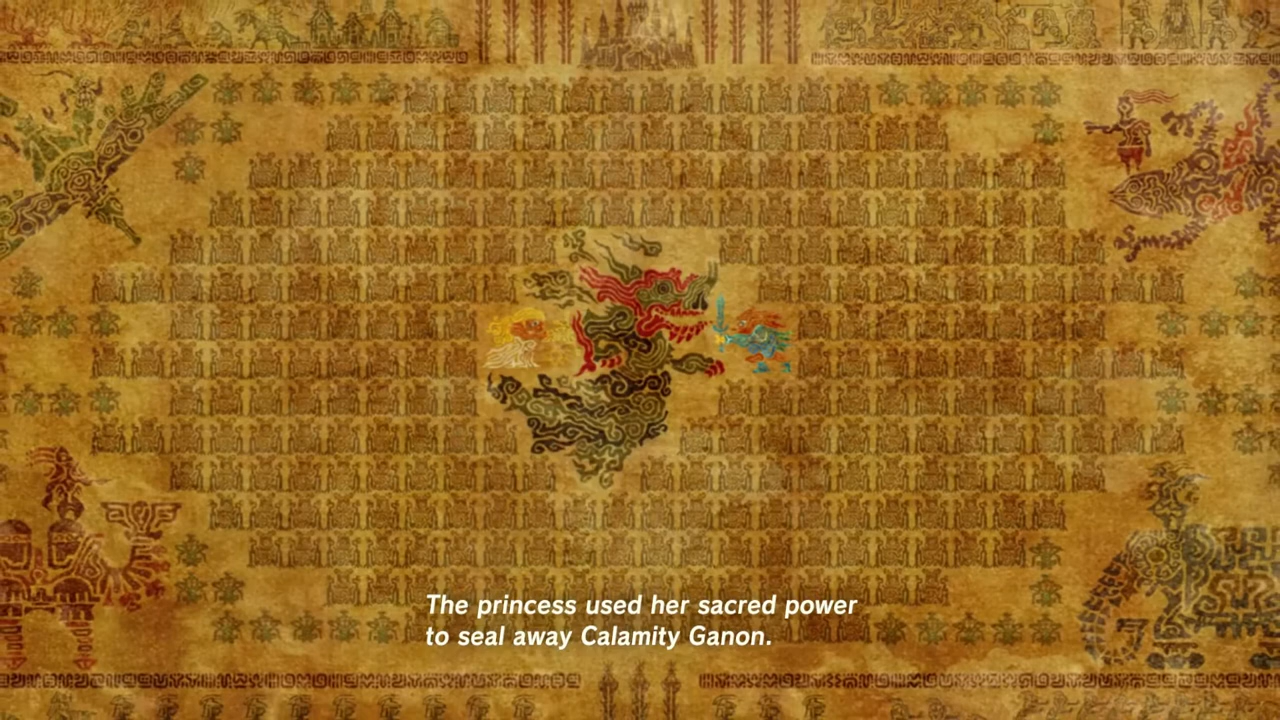 The princess used her sacred power
to seal away Calamity Ganon.